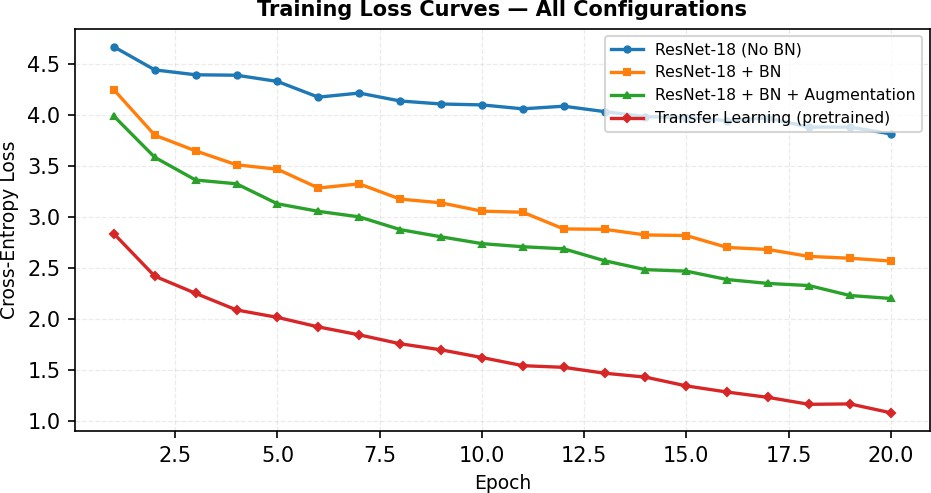 Training Loss Curves — All Configurations
ResNet-18 (No BN)
ResNet-18 + BN
ResNet-18 + BN + Augmentation
Transfer Learning (pretrained)
Cross-Entropy Loss
4.5
4.0
3.5
3.0
2.5
2.0
1.5
1.0
2.5 5.0 7.5 10.0 12.5 15.0 17.5 20.0
Epoch